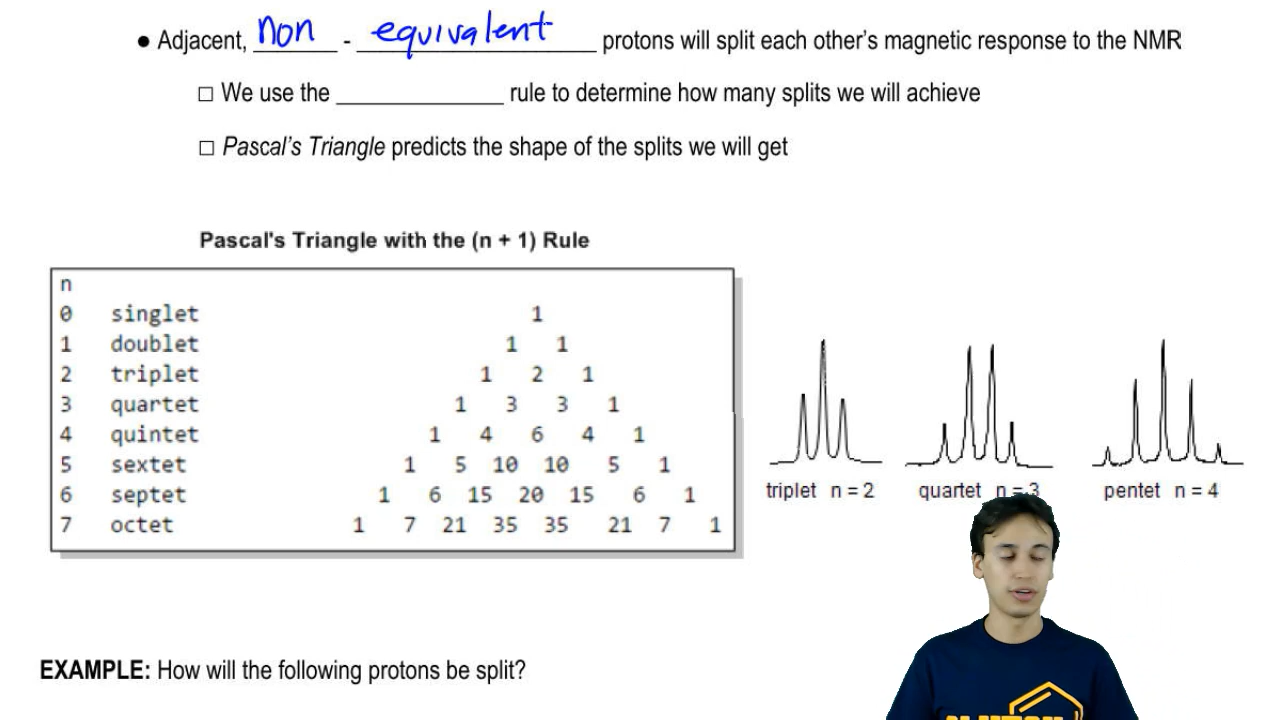 ● Adjacent, non - equivalent protons will split each other's magnetic response to the NMR
□ We use the ______________ rule to determine how many splits we will achieve
□ Pascal's Triangle predicts the shape of the splits we will get
Pascal's Triangle with the (n + 1) Rule
n
0 singlet 1
1 doublet 1 1
2 triplet 1 2 1
3 quartet 1 3 3 1
4 quintet 1 4 6 4 1
5 sextet 1 5 10 10 5 1
6 septet 1 6 15 20 15 6 1
7 octet 1 7 21 35 35 21 7 1
triplet n = 2 quartet n = 3 pentet n = 4
EXAMPLE: How will the following protons be split?